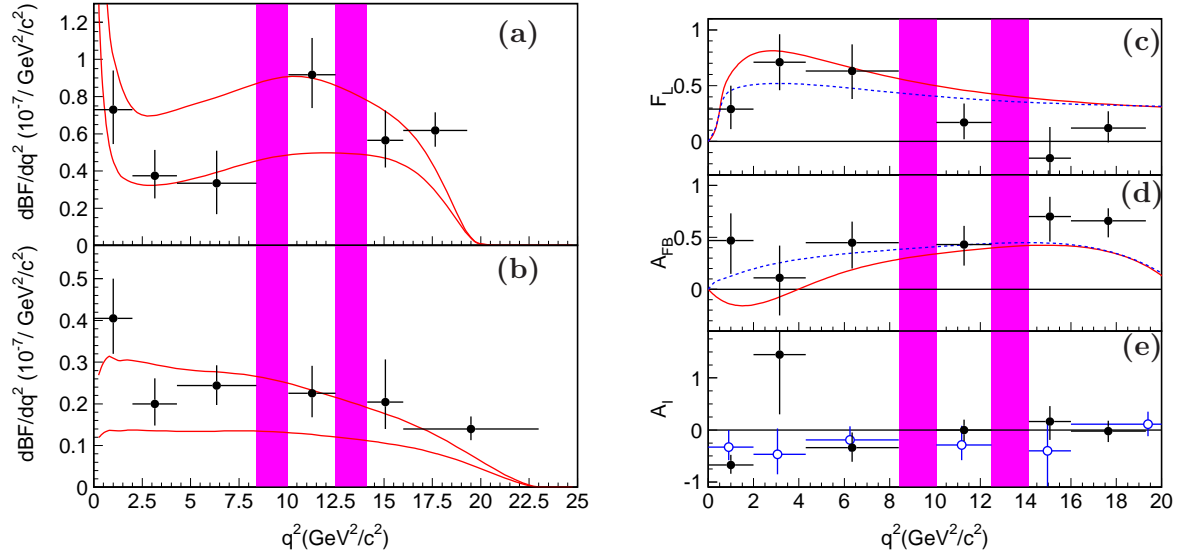 (a)
dBF/dq² (10⁻⁷/ GeV²/c²)
1
0.8
0.6
0.4
0.2
0
(b)
dBF/dq² (10⁻⁷/ GeV²/c²)
0.5
0.4
0.3
0.2
0.1
0
0 2.5 5 7.5 10 12.5 15 17.5 20 22.5 25
q²(GeV²/c²)
(c)
F_L
1
0.5
0
(d)
A_FB
1
0.5
0
(e)
A_I
1
0
-1
0 2 4 6 8 10 12 14 16 18 20
q²(GeV²/c²)